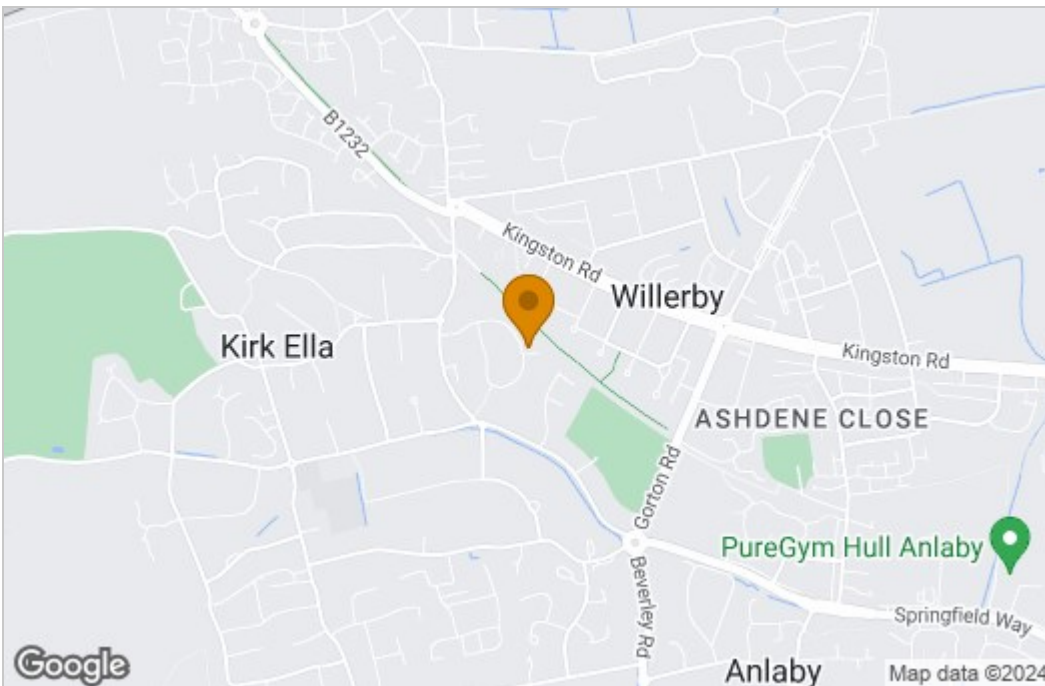 B1232
Kingston Rd
Willerby
Kirk Ella
Kingston Rd
ASHDENE CLOSE
Gorton Rd
PureGym Hull Anlaby
Beverley Rd
Springfield Way
Anlaby
Google
Map data ©2024